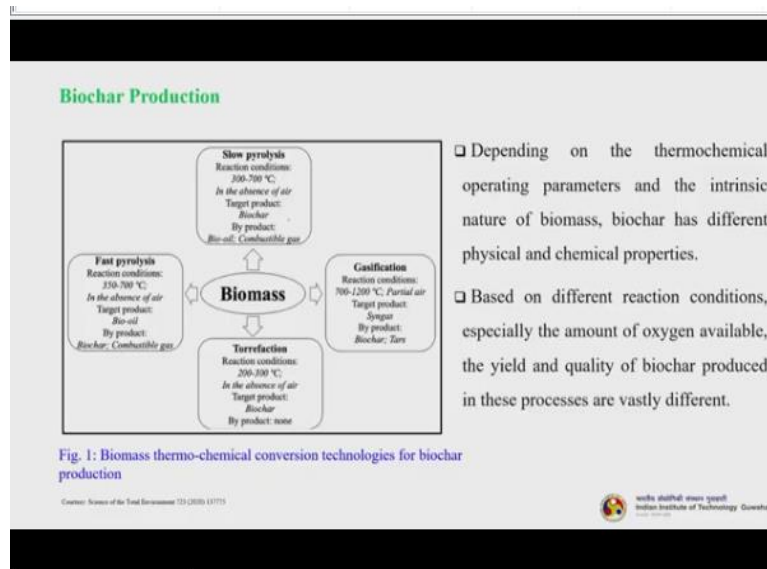 Biochar Production
Slow pyrolysis
Reaction conditions:
300-700 °C;
In the absence of air
Target product:
Biochar
By product:
Bio-oil; Combustible gas
Fast pyrolysis
Reaction conditions:
350-700 °C;
In the absence of air
Target product:
Bio-oil
By product:
Biochar; Combustible gas
Biomass
Gasification
Reaction conditions:
700-1200 °C; Partial air
Target product:
Syngas
By product:
Biochar; Tars
Torrefaction
Reaction conditions:
200-300 °C;
In the absence of air
Target product:
Biochar
By product: none
Fig. 1: Biomass thermo-chemical conversion technologies for biochar
production
❑ Depending on the thermochemical
operating parameters and the intrinsic
nature of biomass, biochar has different
physical and chemical properties.
❑ Based on different reaction conditions,
especially the amount of oxygen available,
the yield and quality of biochar produced
in these processes are vastly different.
Courtesy: Science of the Total Environment 723 (2020) 137775
भारतीय प्रौद्योगिकी संस्थान गुवाहाटी
Indian Institute of Technology Guwaha